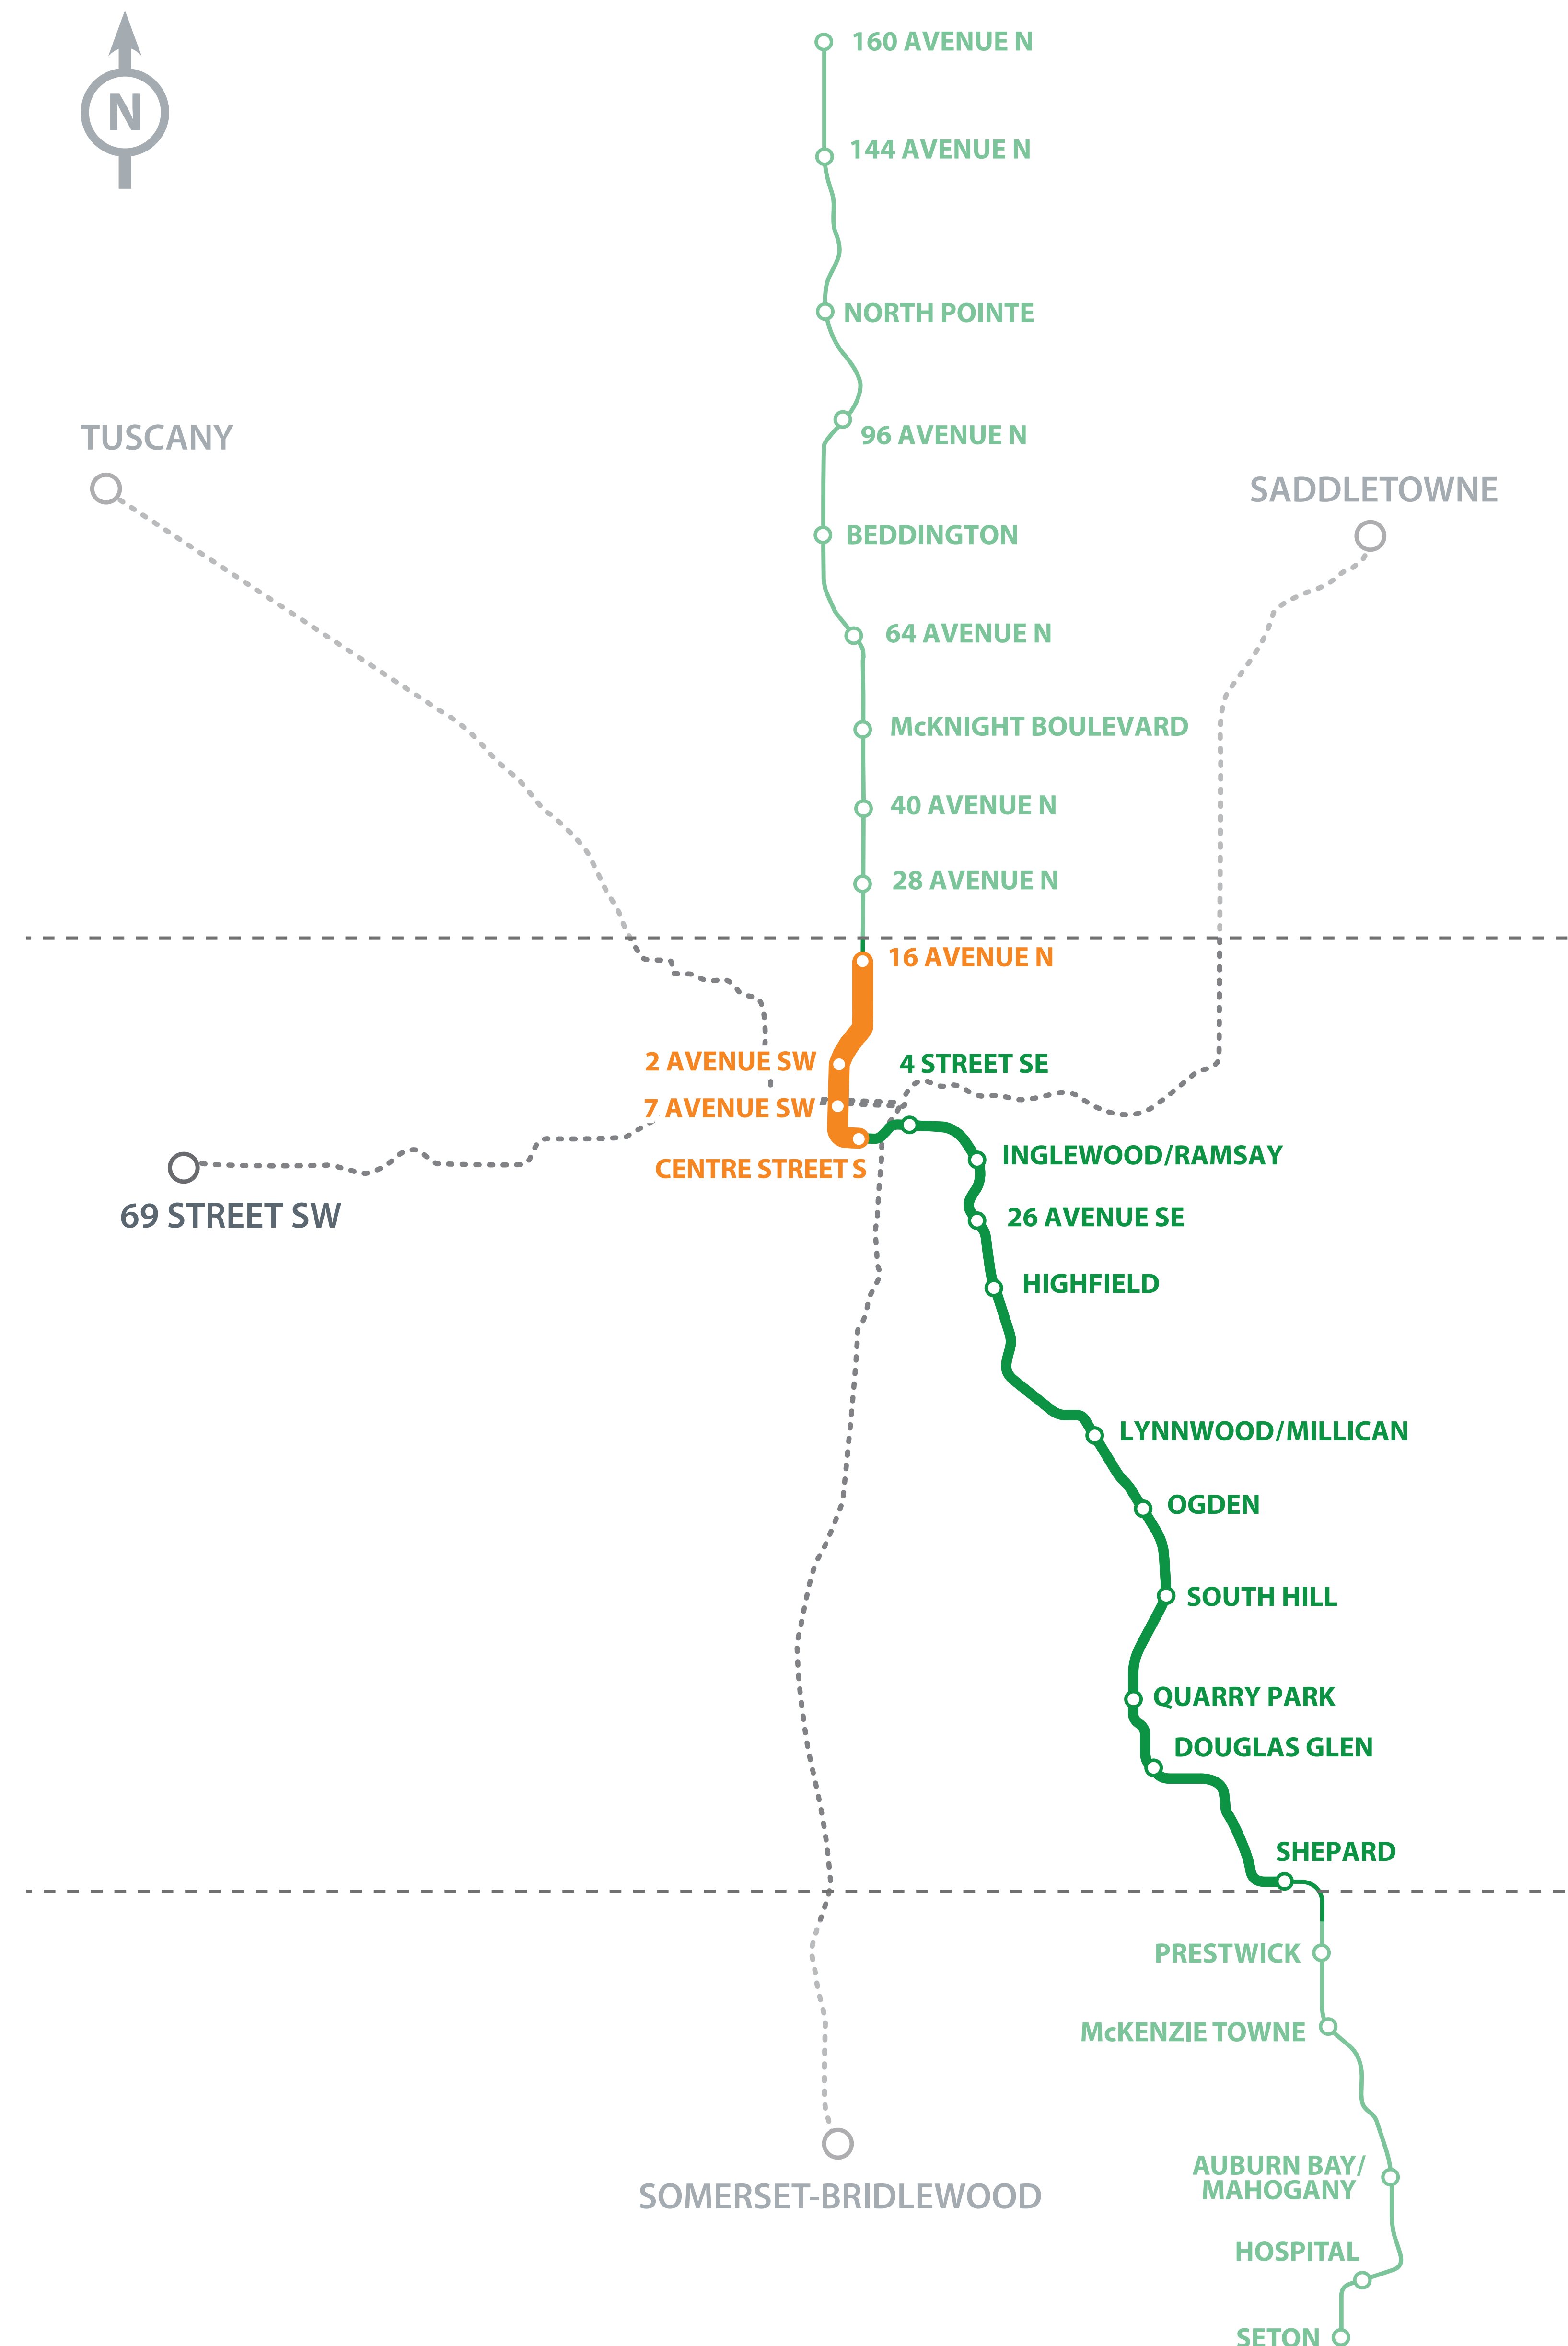 160 AVENUE N
N
144 AVENUE N
NORTH POINTE
TUSCANY
96 AVENUE N
SADDLETOWNE
BEDDINGTON
64 AVENUE N
McKNIGHT BOULEVARD
40 AVENUE N
28 AVENUE N
16 AVENUE N
2 AVENUE SW
4 STREET SE
7 AVENUE SW
INGLEWOOD/RAMSAY
CENTRE STREET S
69 STREET SW
26 AVENUE SE
HIGHFIELD
LYNNWOOD/MILLICAN
OGDEN
SOUTH HILL
QUARRY PARK
DOUGLAS GLEN
SHEPARD
PRESTWICK
McKENZIE TOWNE
AUBURN BAY/
MAHOGANY
SOMERSET-BRIDLEWOOD
HOSPITAL
SETON